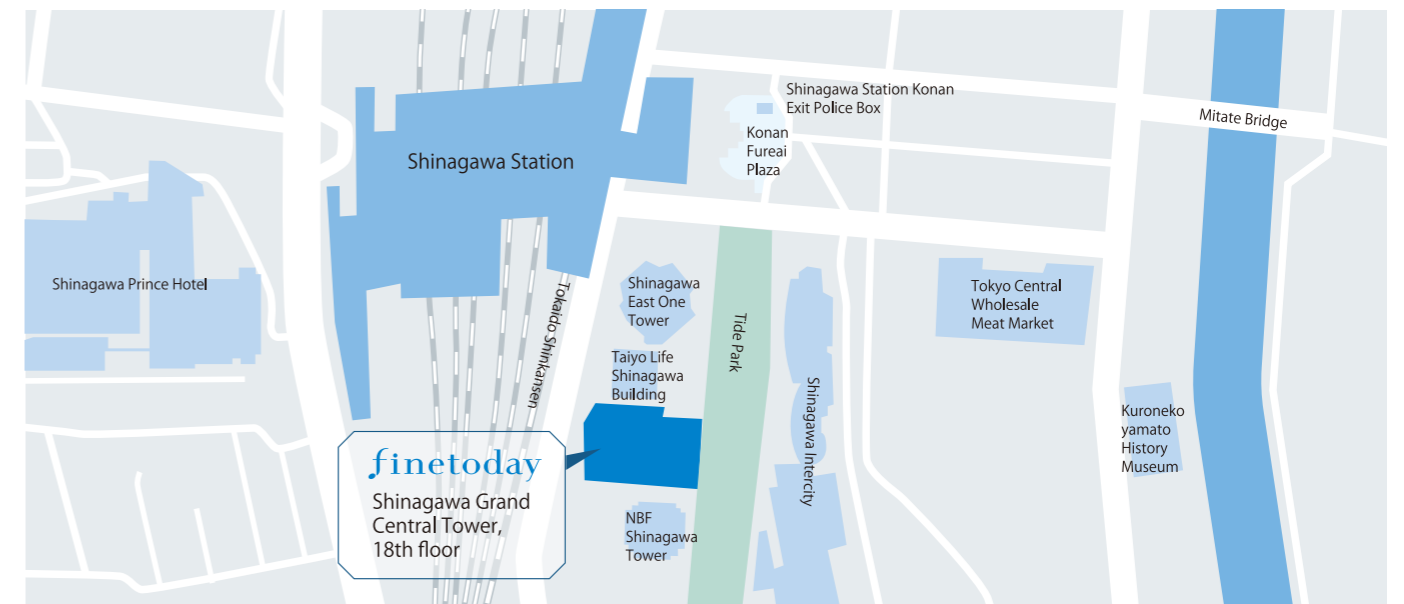 Shinagawa Station Konan
Exit Police Box
Mitate Bridge
Konan
Fureai
Plaza
Shinagawa Station
Shinagawa Prince Hotel
Shinagawa
East One
Tower
Tokaido Shinkansen
Tide Park
Tokyo Central
Wholesale
Meat Market
Taiyo Life
Shinagawa
Building
Shinagawa Intercity
Kuroneko
yamato
History
Museum
finetoday
Shinagawa Grand
Central Tower,
18th floor
NBF
Shinagawa
Tower